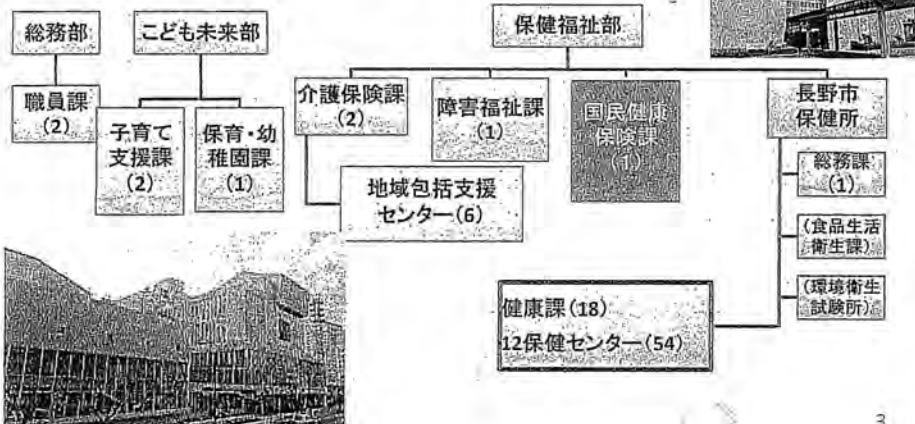 総務部
こども未来部
保健福祉部
職員課
(2)
子育て
支援課
(2)
保育・幼
稚園課
(1)
介護保険課
(2)
障害福祉課
(1)
国民健康
保険課
(1)
長野市
保健所
地域包括支援
センター(6)
総務課
(1)
(食品生活
衛生課)
(環境衛生
試験所)
健康課(18)
12保健センター(54)
3